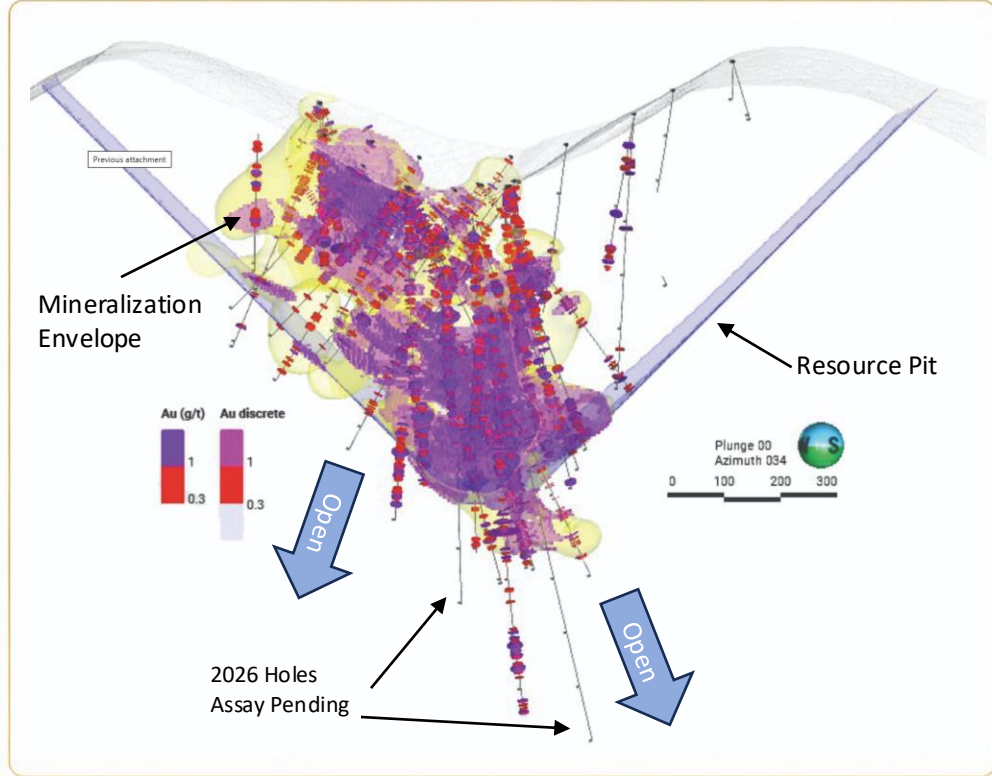 Previous attachment
Mineralization
Envelope
Resource Pit
Au (g/t)
Au discrete
1
0.3
1
0.3
Plunge 00
Azimuth 034
S
0 100 200 300
Open
Open
2026 Holes
Assay Pending